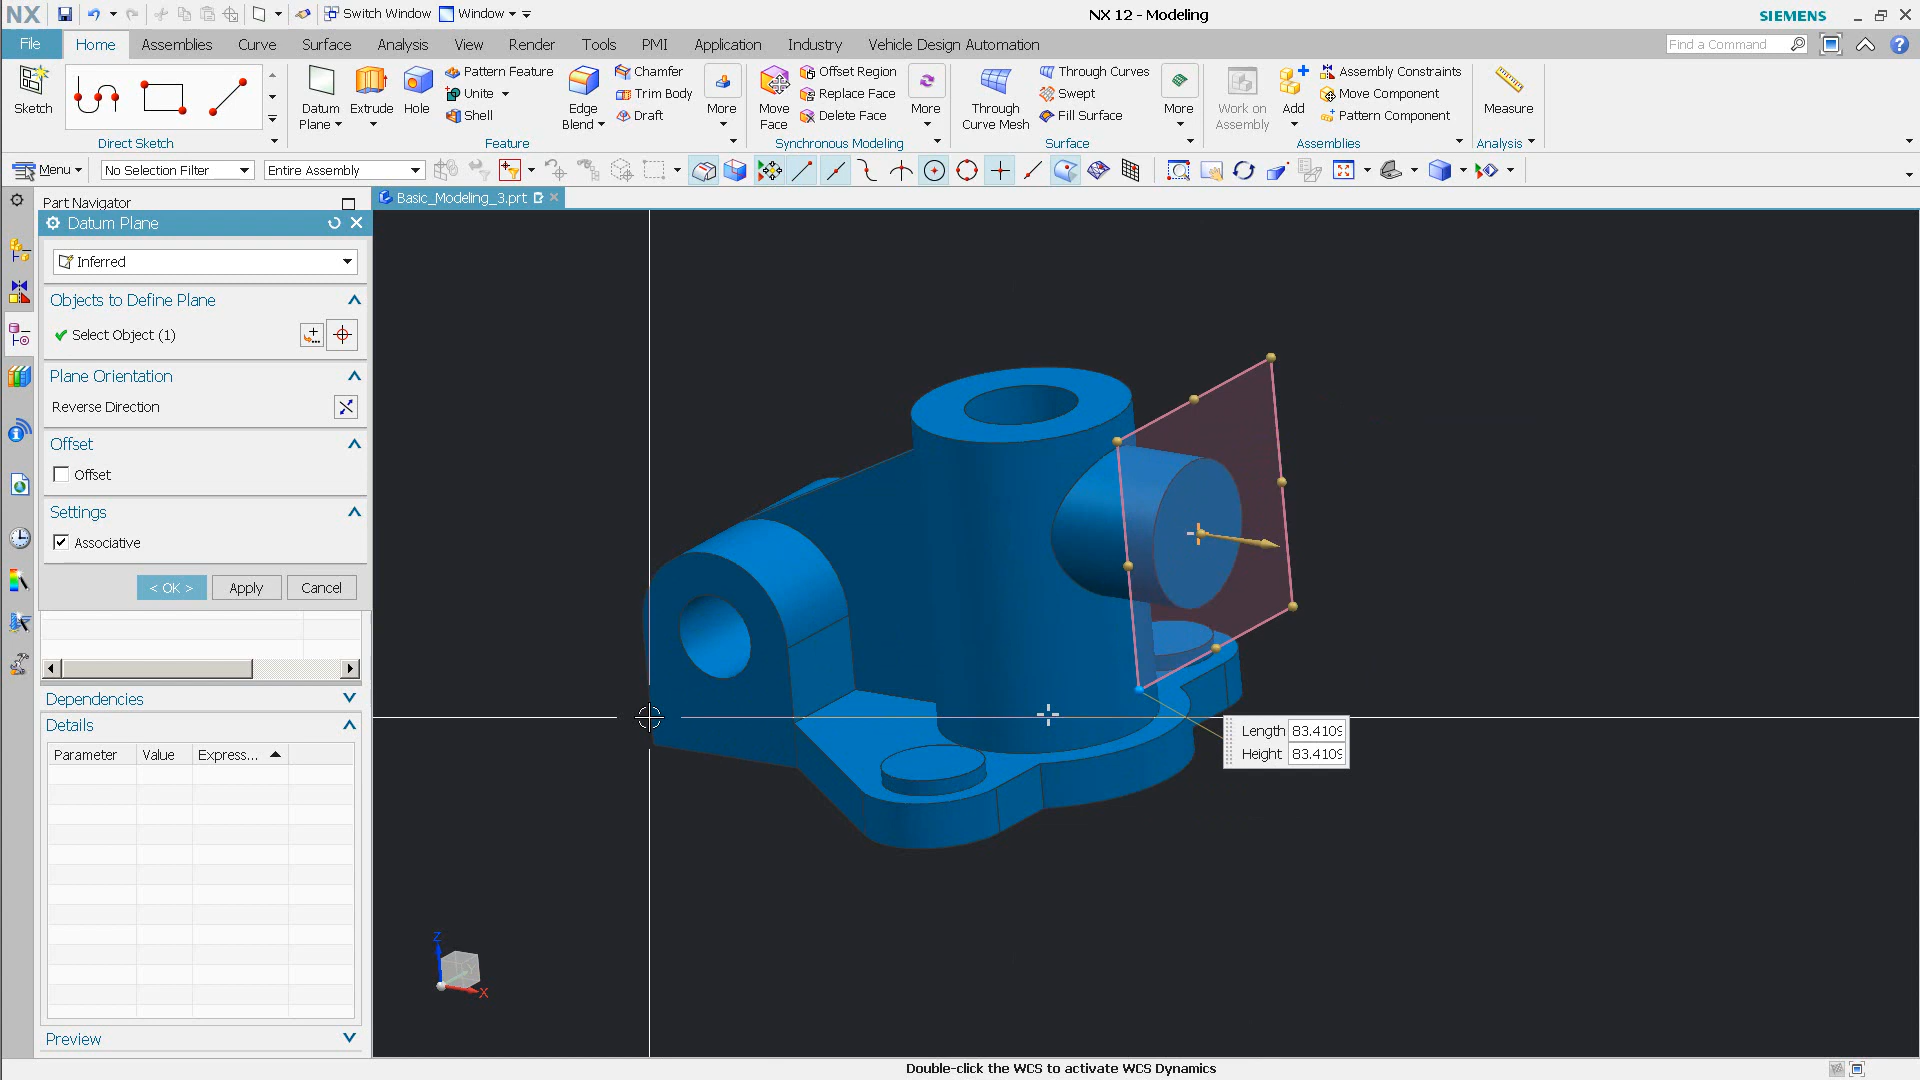 NX
Switch Window
Window
NX 12 - Modeling
SIEMENS
File
Home
Assemblies
Curve
Surface
Analysis
View
Render
Tools
PMI
Application
Industry
Vehicle Design Automation
Find a Command
Sketch
Datum Plane
Extrude
Hole
Pattern Feature
Unite
Shell
Edge Blend
Chamfer
Trim Body
Draft
More
Move Face
Offset Region
Replace Face
Delete Face
More
Through Curve Mesh
Through Curves
Swept
Fill Surface
More
Work on Assembly
Add
Assembly Constraints
Move Component
Pattern Component
Measure
Direct Sketch
Feature
Synchronous Modeling
Surface
Assemblies
Analysis
Menu
No Selection Filter
Entire Assembly
Part Navigator
Basic_Modeling_3.prt
Datum Plane
Inferred
Objects to Define Plane
Select Object (1)
Plane Orientation
Reverse Direction
Offset
Offset
Settings
Associative
< OK >
Apply
Cancel
Dependencies
Details
Parameter
Value
Express...
Preview
Length 83.4109
Height 83.4109
Z
Y
X
Double-click the WCS to activate WCS Dynamics